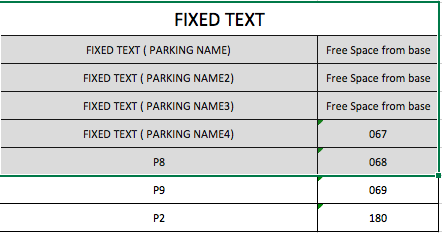 FIXED TEXT
FIXED TEXT ( PARKING NAME) Free Space from base
FIXED TEXT ( PARKING NAME2) Free Space from base
FIXED TEXT ( PARKING NAME3) Free Space from base
FIXED TEXT ( PARKING NAME4) 067
P8 068
P9 069
P2 180